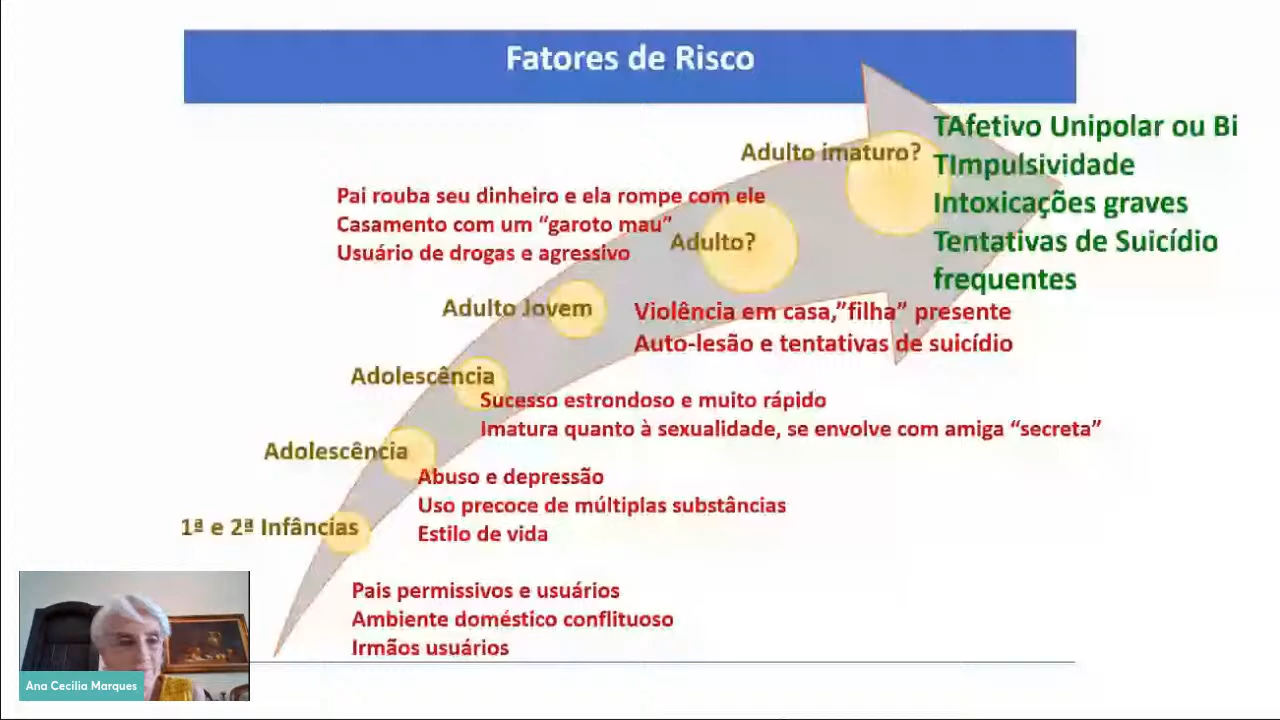 Fatores de Risco
TAfetivo Unipolar ou Bi
TImpulsividade
Intoxicações graves
Tentativas de Suicídio
frequentes
Adulto imaturo?
Pai rouba seu dinheiro e ela rompe com ele
Casamento com um “garoto mau”
Usuário de drogas e agressivo
Adulto?
Adulto Jovem
Violência em casa,”filha” presente
Auto-lesão e tentativas de suicídio
Adolescência
Sucesso estrondoso e muito rápido
Imatura quanto à sexualidade, se envolve com amiga “secreta”
Adolescência
Abuso e depressão
Uso precoce de múltiplas substâncias
Estilo de vida
1ª e 2ª Infâncias
Pais permissivos e usuários
Ambiente doméstico conflituoso
Irmãos usuários
Ana Cecilia Marques